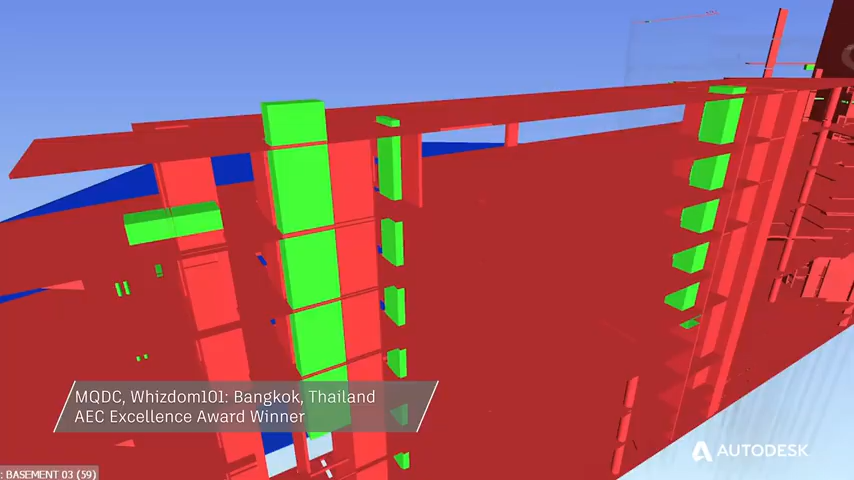 MQDC, Whizdom101: Bangkok, Thailand
AEC Excellence Award Winner
AUTODESK
: BASEMENT 03 (59)